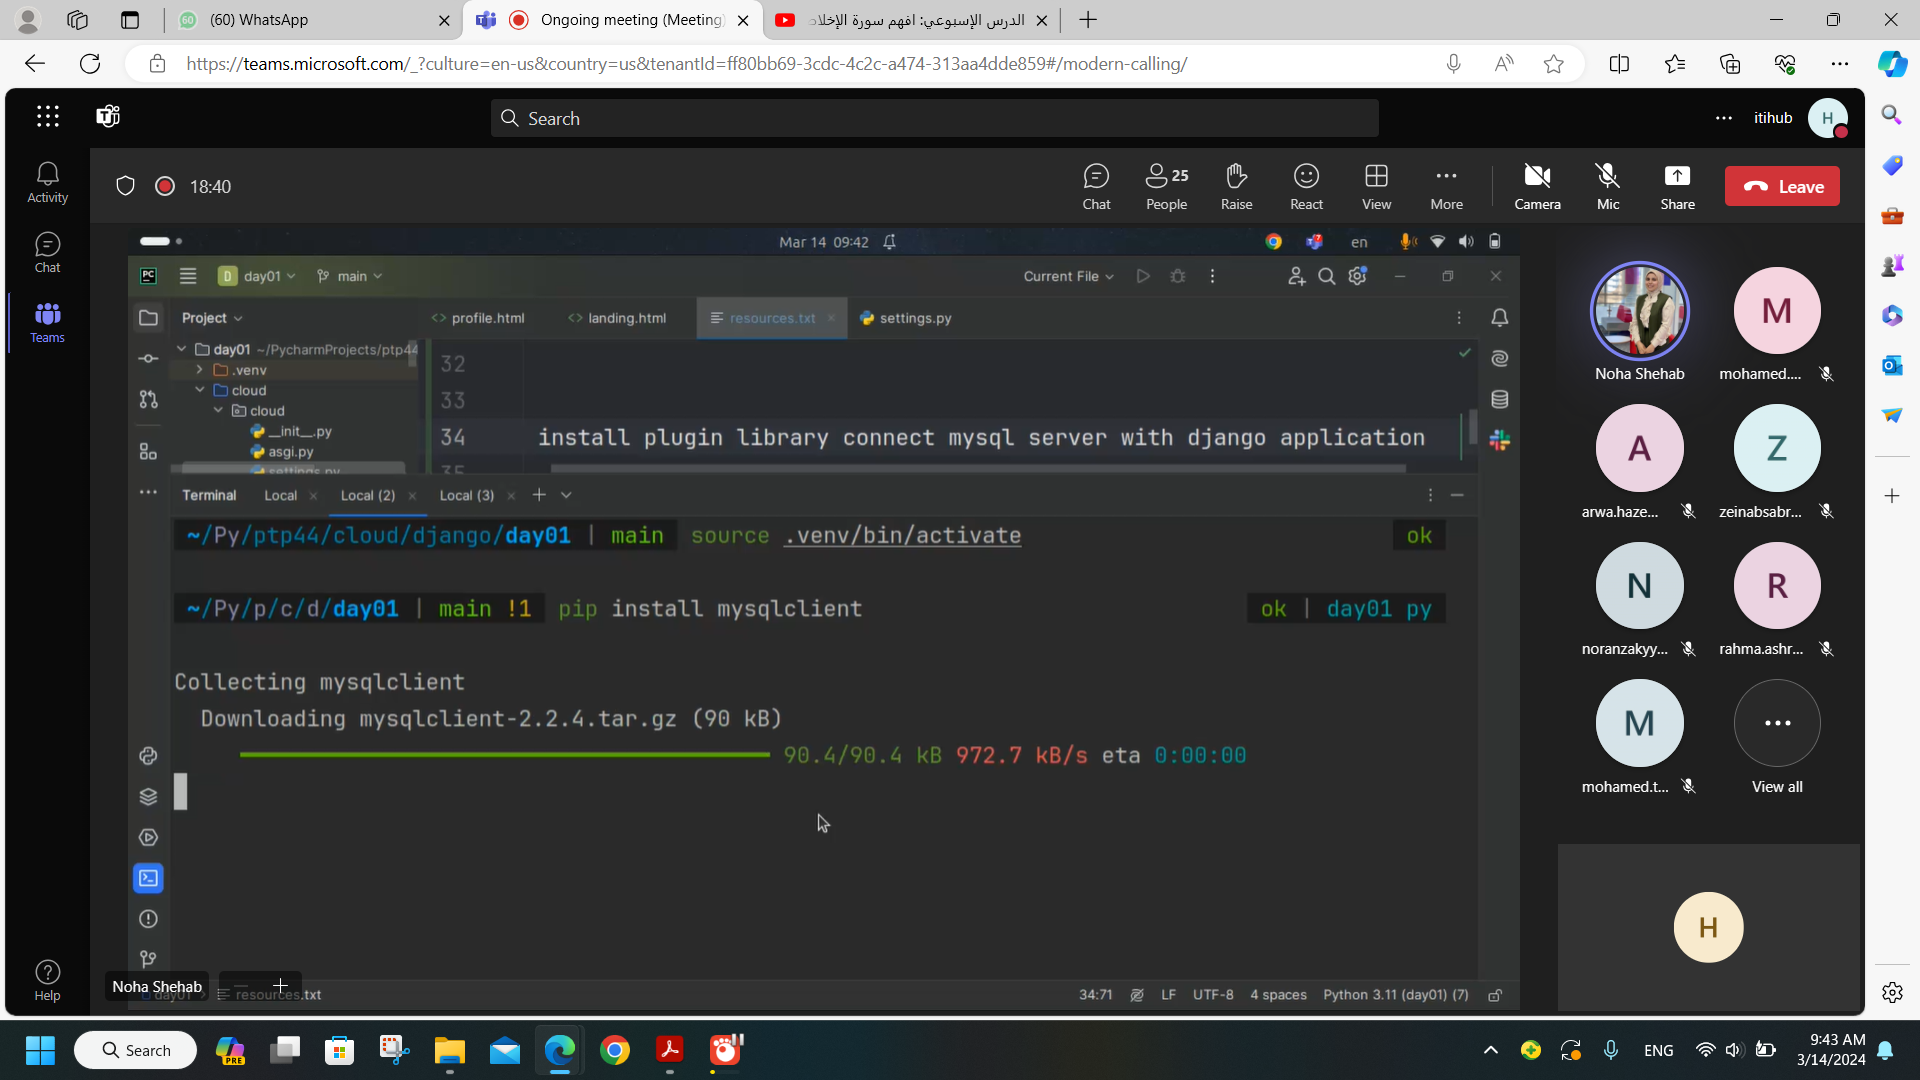 (60) WhatsApp
Ongoing meeting (Meeting
الدرس الإسبوعي: افهم سورة الإخلا
https://teams.microsoft.com/_?culture=en-us&country=us&tenantId=ff80bb69-3cdc-4c2c-a474-313aa4dde859#/modern-calling/
Search
itihub
H
Activity
Chat
Teams
Help
18:40
Chat
25
People
Raise
React
View
More
Camera
Mic
Share
Leave
Mar 14 09:42
en
PC
D day01
main
Current File
Project
profile.html
landing.html
resources.txt
settings.py
day01 ~/PycharmProjects/ptp44
.venv
cloud
cloud
__init__.py
asgi.py
settings.py
32
33
34 install plugin library connect mysql server with django application
35
Terminal
Local
Local (2)
Local (3)
~/Py/ptp44/cloud/django/day01 | main source .venv/bin/activate ok
~/Py/p/c/d/day01 | main !1 pip install mysqlclient ok | day01 py
Collecting mysqlclient
Downloading mysqlclient-2.2.4.tar.gz (90 kB)
90.4/90.4 kB 972.7 kB/s eta 0:00:00
Noha Shehab
day01
resources.txt
34:71
LF
UTF-8
4 spaces
Python 3.11 (day01) (7)
Noha Shehab
M
mohamed....
A
arwa.haze...
Z
zeinabsabr...
N
noranzakyy...
R
rahma.ashr...
M
mohamed.t...
View all
H
Search
PRE
ENG
9:43 AM
3/14/2024